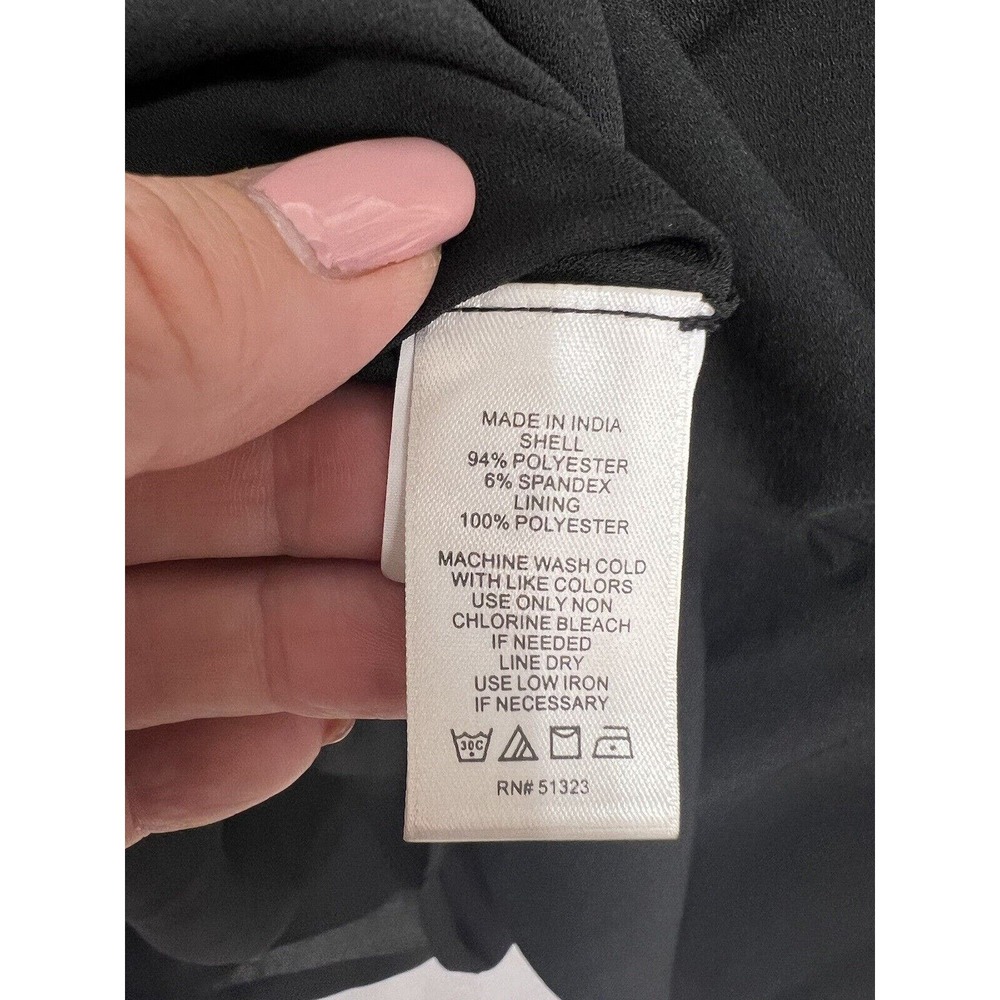 MADE IN INDIA
SHELL
94% POLYESTER
6% SPANDEX
LINING
100% POLYESTER
MACHINE WASH COLD
WITH LIKE COLORS
USE ONLY NON
CHLORINE BLEACH
IF NEEDED
LINE DRY
USE LOW IRON
IF NECESSARY
30C
RN# 51323